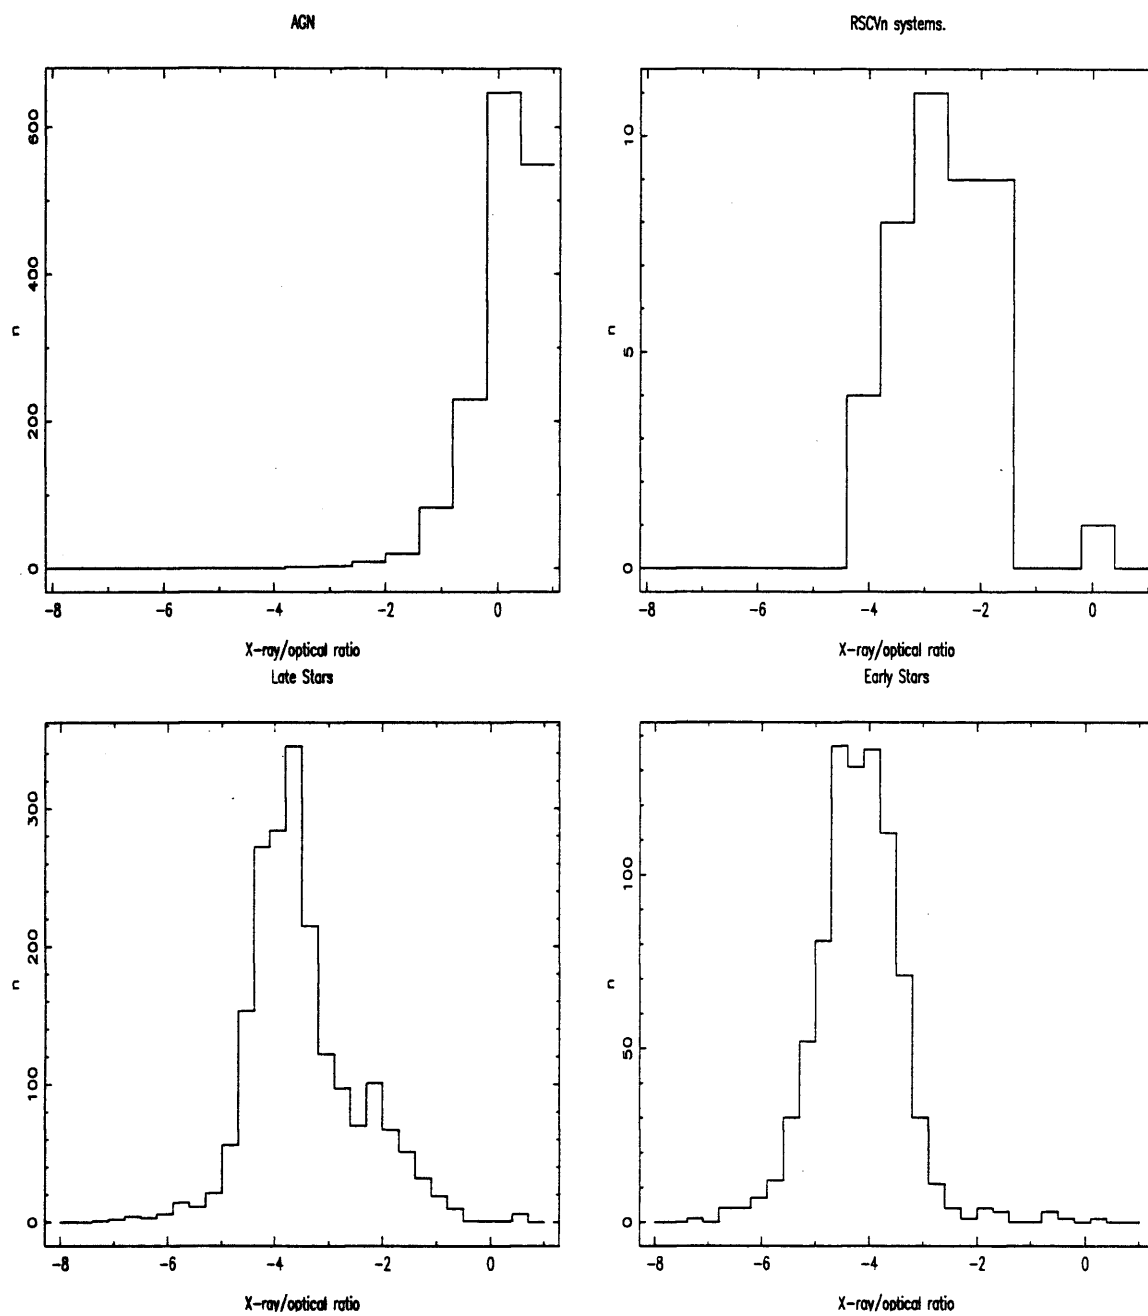 AGN
600
400
200
0
n
-8 -6 -4 -2 0
X-ray/optical ratio
RSCVn systems.
10
5
0
n
-8 -6 -4 -2 0
X-ray/optical ratio
Late Stars
300
200
100
0
n
-8 -6 -4 -2 0
X-ray/optical ratio
Early Stars
100
50
0
n
-8 -6 -4 -2 0
X-ray/optical ratio